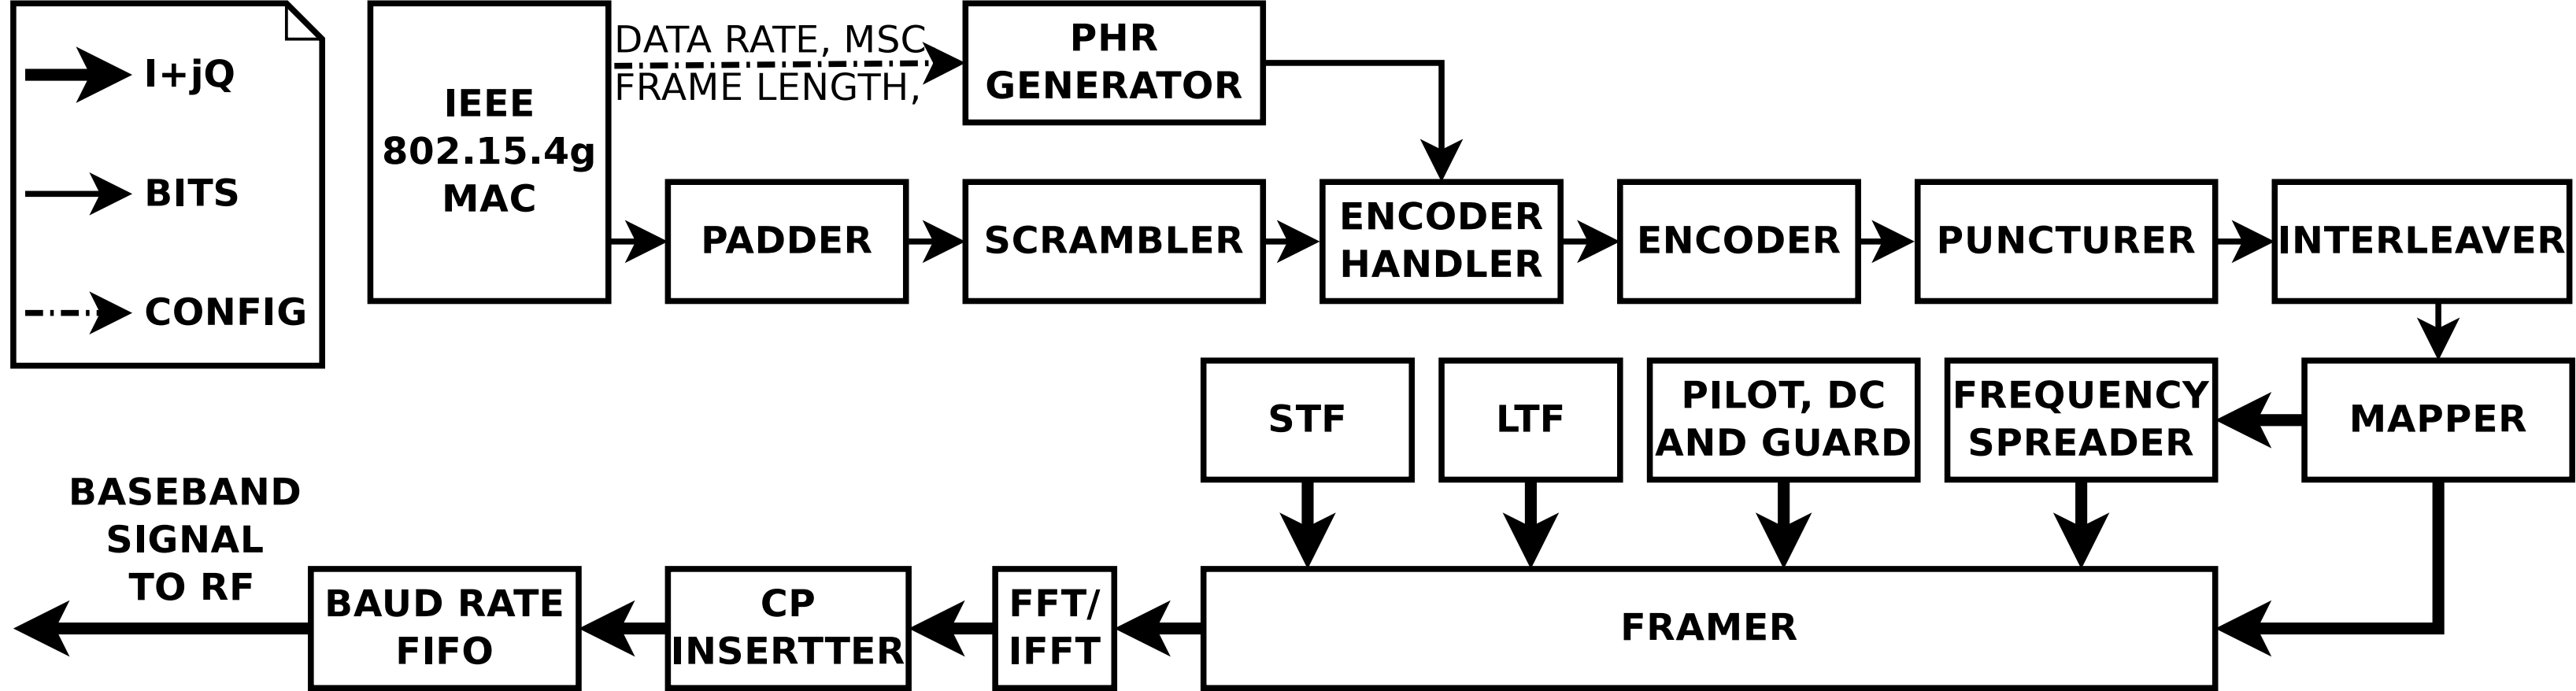 I+jQ
BITS
CONFIG
IEEE
802.15.4g
MAC
DATA RATE, MSC
FRAME LENGTH,
PHR
GENERATOR
PADDER
SCRAMBLER
ENCODER
HANDLER
ENCODER
PUNCTURER
INTERLEAVER
STF
LTF
PILOT, DC
AND GUARD
FREQUENCY
SPREADER
MAPPER
BASEBAND
SIGNAL
TO RF
BAUD RATE
FIFO
CP
INSERTTER
FFT/
IFFT
FRAMER